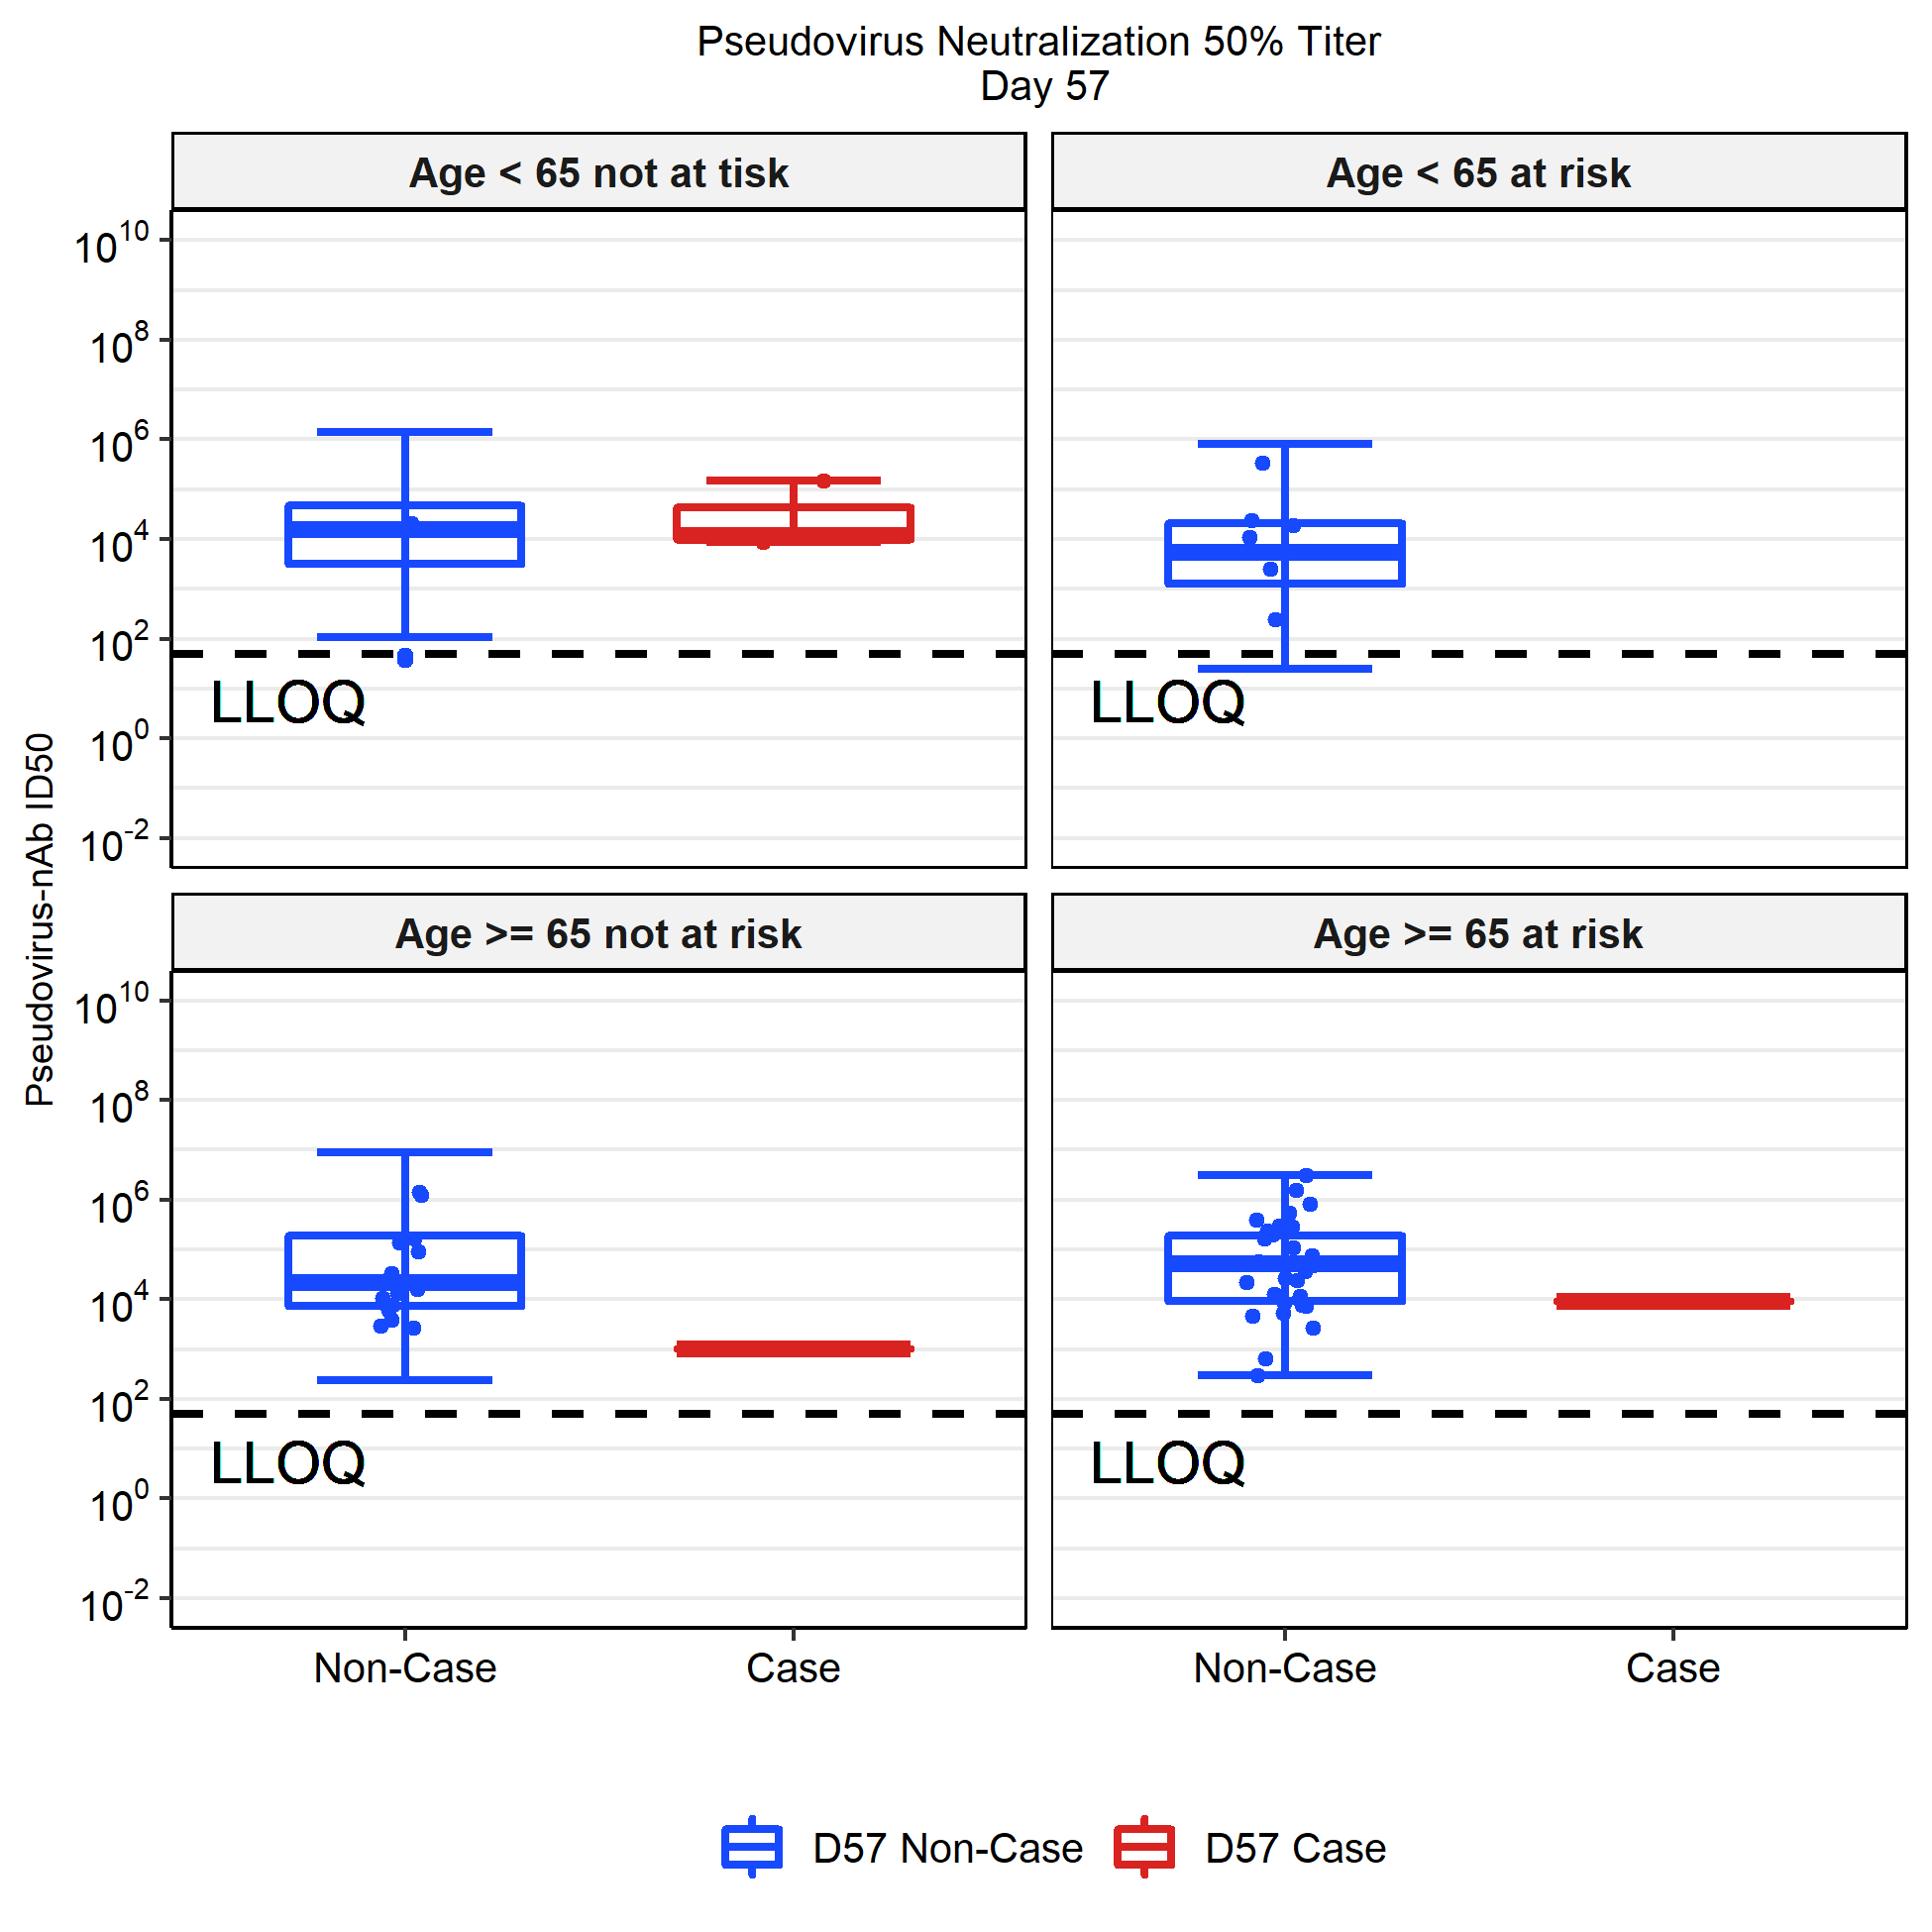 Pseudovirus Neutralization 50% Titer
Day 57
Age < 65 not at tisk
Age < 65 at risk
10^10
10^8
10^6
10^4
10^2
10^0
10^-2
LLOQ
LLOQ
Pseudovirus-nAb ID50
Age >= 65 not at risk
Age >= 65 at risk
10^10
10^8
10^6
10^4
10^2
10^0
10^-2
LLOQ
LLOQ
Non-Case
Case
Non-Case
Case
D57 Non-Case
D57 Case